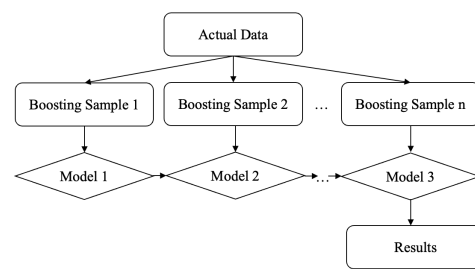 Actual Data
Boosting Sample 1
Boosting Sample 2
...
Boosting Sample n
Model 1
Model 2
...
Model 3
Results